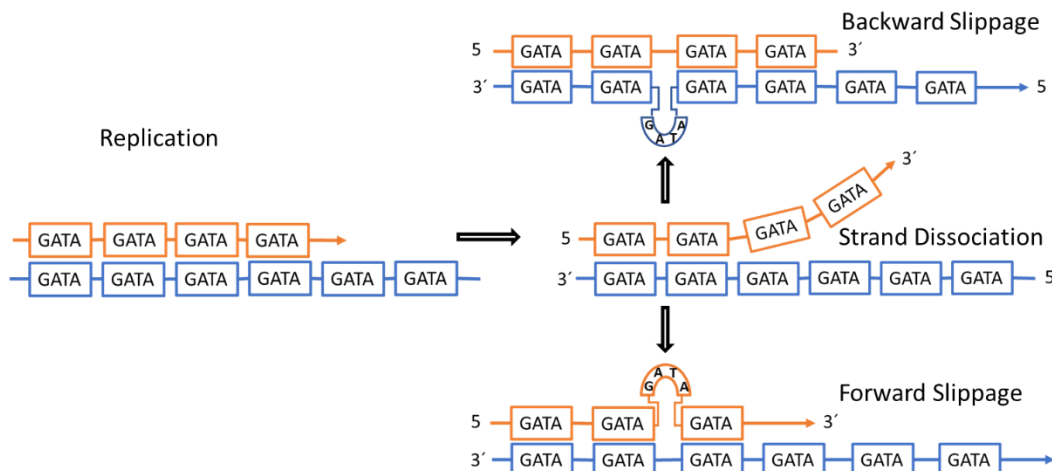 Backward Slippage
5 GATA GATA GATA GATA 3´
3´ GATA GATA GATA GATA GATA GATA 5
G A T A
Replication
GATA GATA GATA GATA
GATA GATA GATA GATA GATA GATA
3´
5 GATA GATA GATA GATA
Strand Dissociation
3´ GATA GATA GATA GATA GATA GATA 5
G A T A
Forward Slippage
5 GATA GATA GATA 3´
3´ GATA GATA GATA GATA GATA GATA